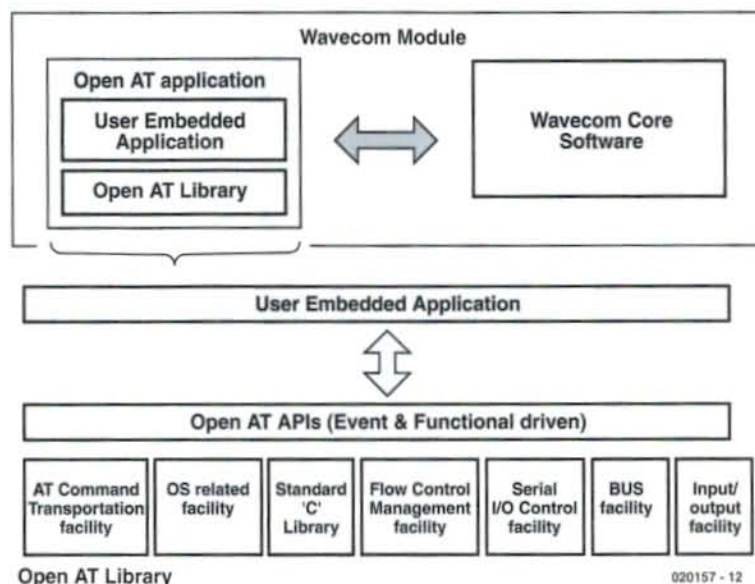 Wavecom Module
Open AT application
User Embedded
Application
Open AT Library
Wavecom Core
Software
User Embedded Application
Open AT APIs (Event & Functional driven)
AT Command
Transportation
facility
OS related
facility
Standard
'C'
Library
Flow Control
Management
facility
Serial
I/O Control
facility
BUS
facility
Input/
output
facility
Open AT Library
020157 - 12